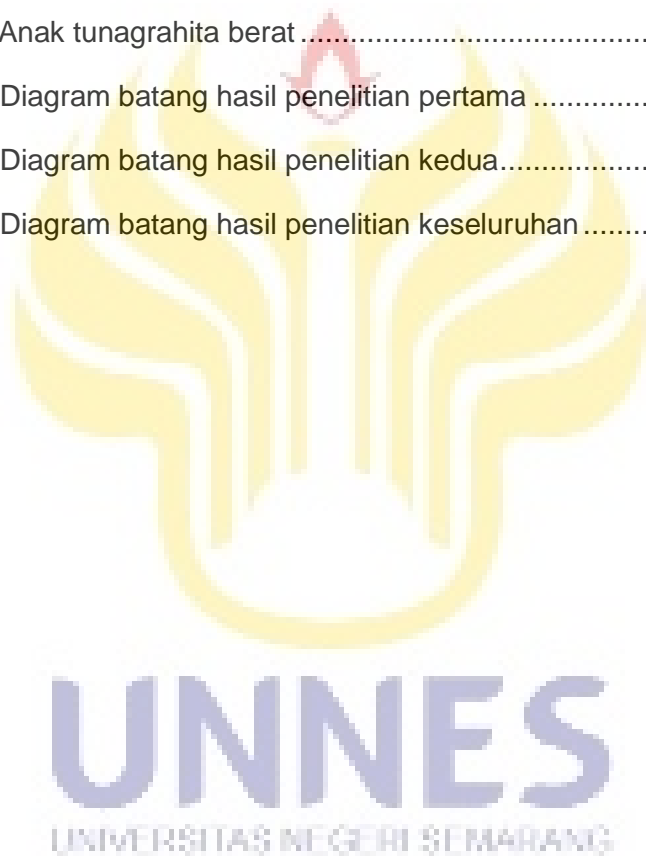 Anak tunagrahita berat ............................................
Diagram batang hasil penelitian pertama ..............
Diagram batang hasil penelitian kedua...................
Diagram batang hasil penelitian keseluruhan ........
UNNES
UNIVERSITAS NEGERI SEMARANG